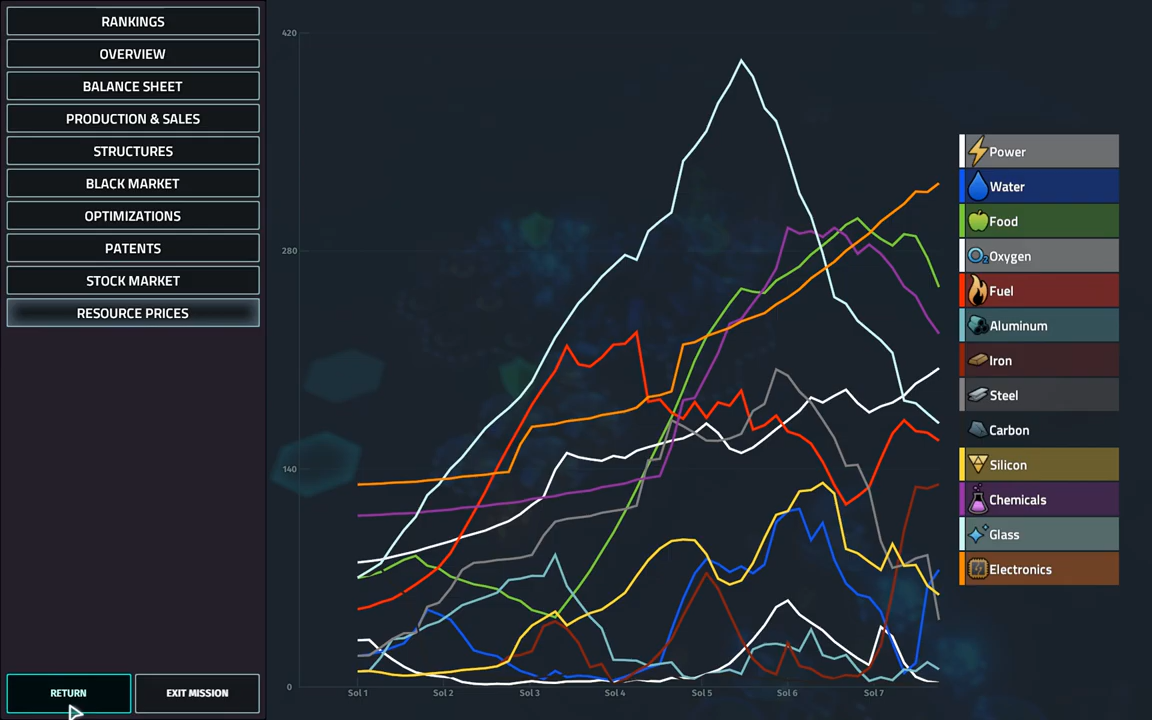 RANKINGS
OVERVIEW
BALANCE SHEET
PRODUCTION & SALES
STRUCTURES
BLACK MARKET
OPTIMIZATIONS
PATENTS
STOCK MARKET
RESOURCE PRICES
RETURN
EXIT MISSION
420
280
140
0
Sol 1
Sol 2
Sol 3
Sol 4
Sol 5
Sol 6
Sol 7
Power
Water
Food
O2 Oxygen
Fuel
Aluminum
Iron
Steel
Carbon
Silicon
Chemicals
Glass
Electronics